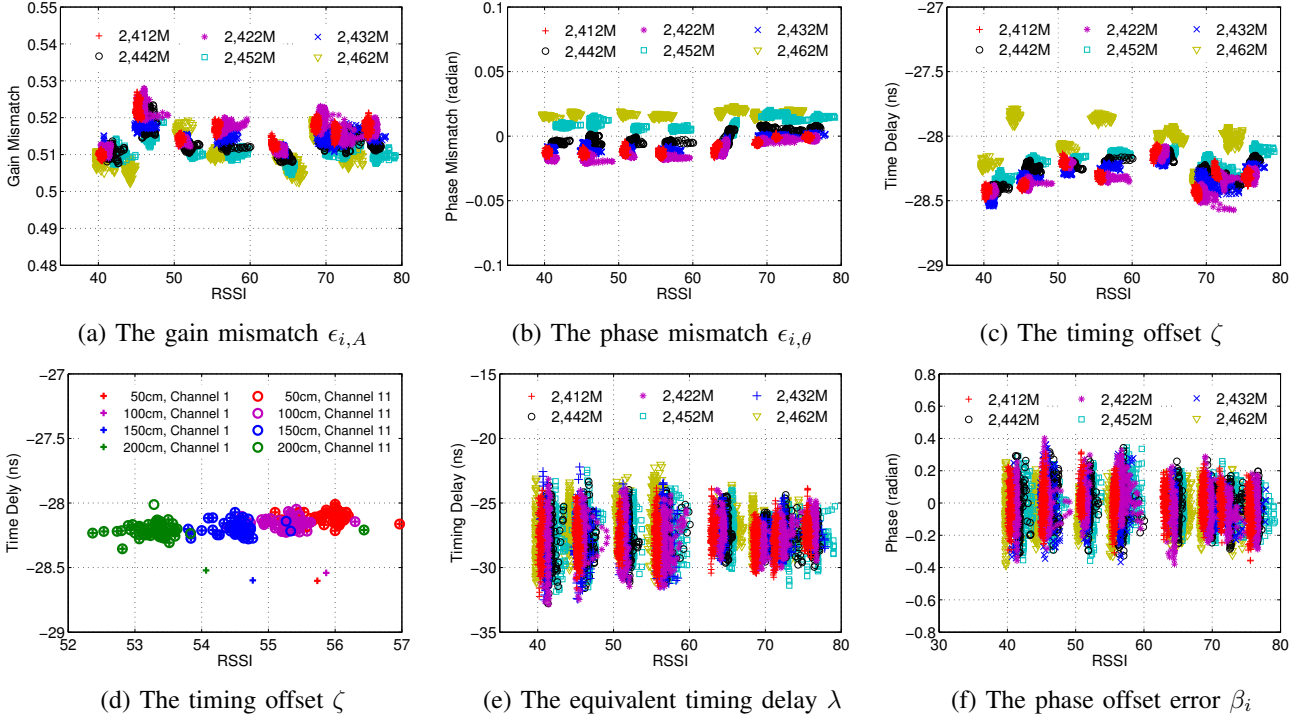 0.55
0.54
0.53
0.52
0.51
0.5
0.49
0.48
40 50 60 70 80
Gain Mismatch
RSSI
2,412M 2,422M 2,432M
2,442M 2,452M 2,462M
(a) The gain mismatch ϵi,A
0.1
0.05
0
−0.05
−0.1
40 50 60 70 80
Phase Mismatch (radian)
RSSI
2,412M 2,422M 2,432M
2,442M 2,452M 2,462M
(b) The phase mismatch ϵi,θ
−27
−27.5
−28
−28.5
−29
40 50 60 70 80
Time Delay (ns)
RSSI
2,412M 2,422M 2,432M
2,442M 2,452M 2,462M
(c) The timing offset ζ
−27
−27.5
−28
−28.5
−29
52 53 54 55 56 57
Time Dely (ns)
RSSI
50cm, Channel 1 50cm, Channel 11
100cm, Channel 1 100cm, Channel 11
150cm, Channel 1 150cm, Channel 11
200cm, Channel 1 200cm, Channel 11
(d) The timing offset ζ
−15
−20
−25
−30
−35
40 50 60 70 80
Timing Delay (ns)
RSSI
2,412M 2,422M 2,432M
2,442M 2,452M 2,462M
(e) The equivalent timing delay λ
0.8
0.6
0.4
0.2
0
−0.2
−0.4
−0.6
−0.8
30 40 50 60 70 80
Phase (radian)
RSSI
2,412M 2,422M 2,432M
2,442M 2,452M 2,462M
(f) The phase offset error βi